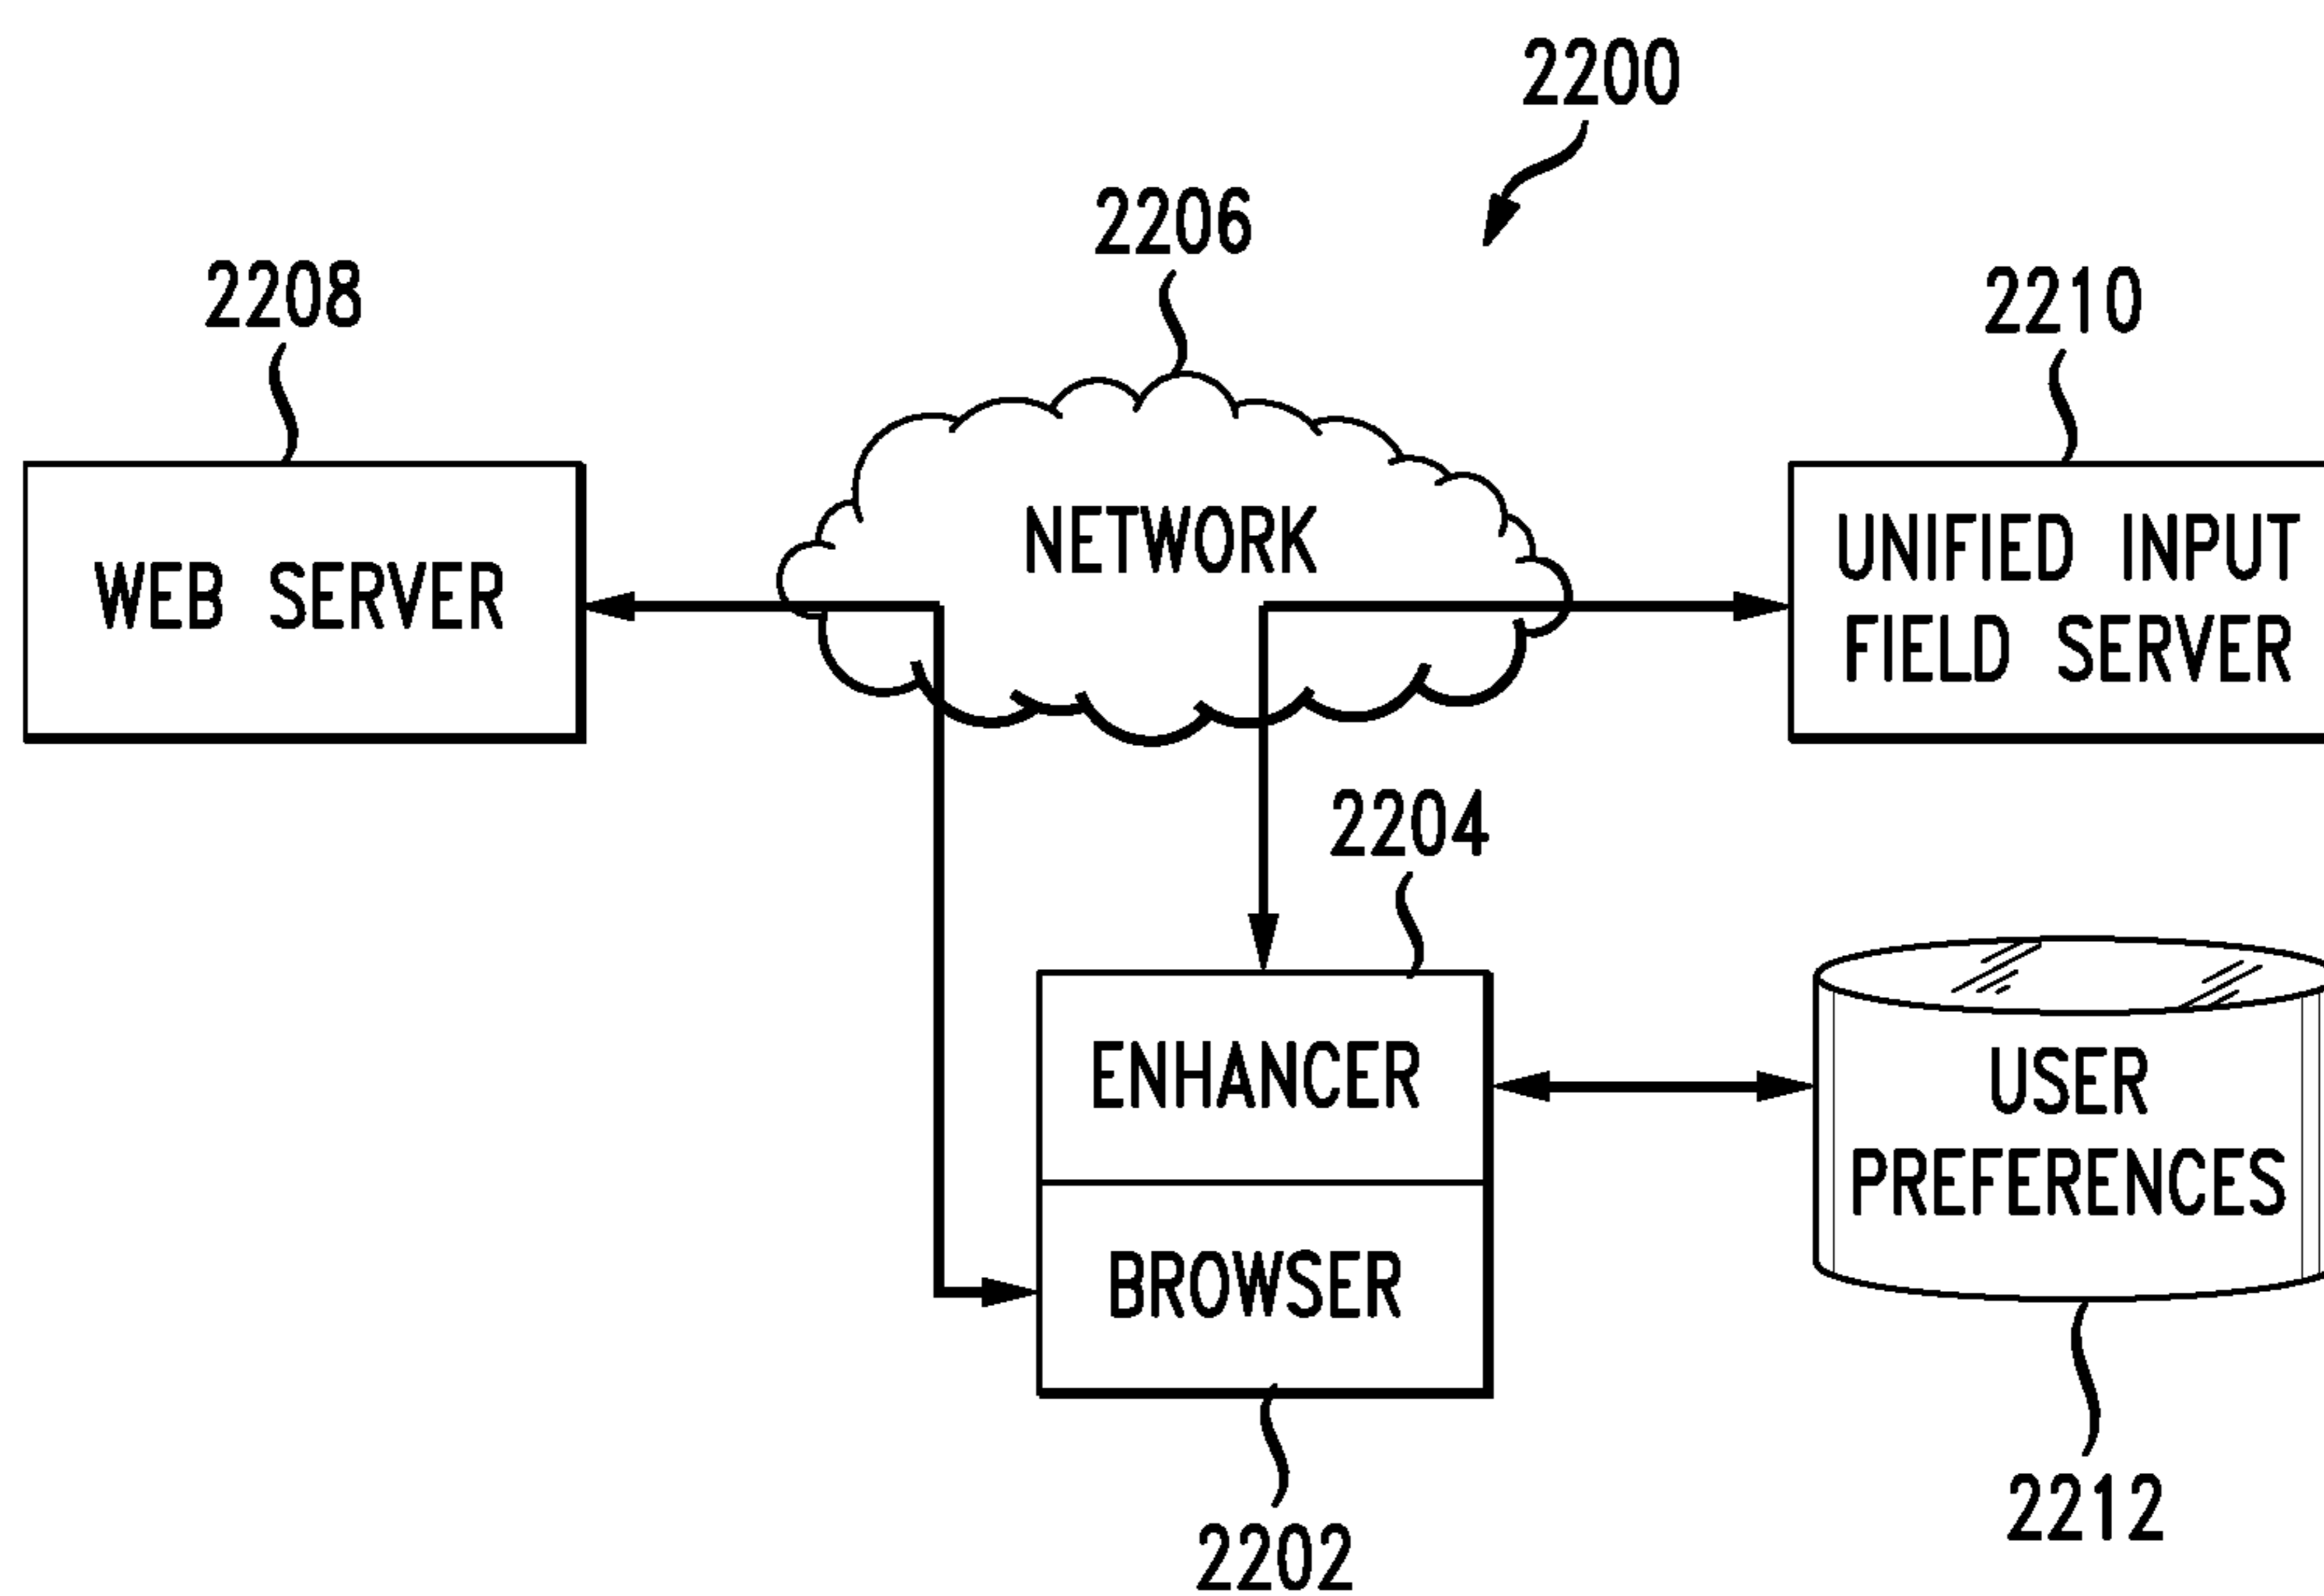 2200
2206
2208
2210
NETWORK
WEB SERVER
UNIFIED INPUT
FIELD SERVER
2204
ENHANCER
USER
PREFERENCES
BROWSER
2212
2202